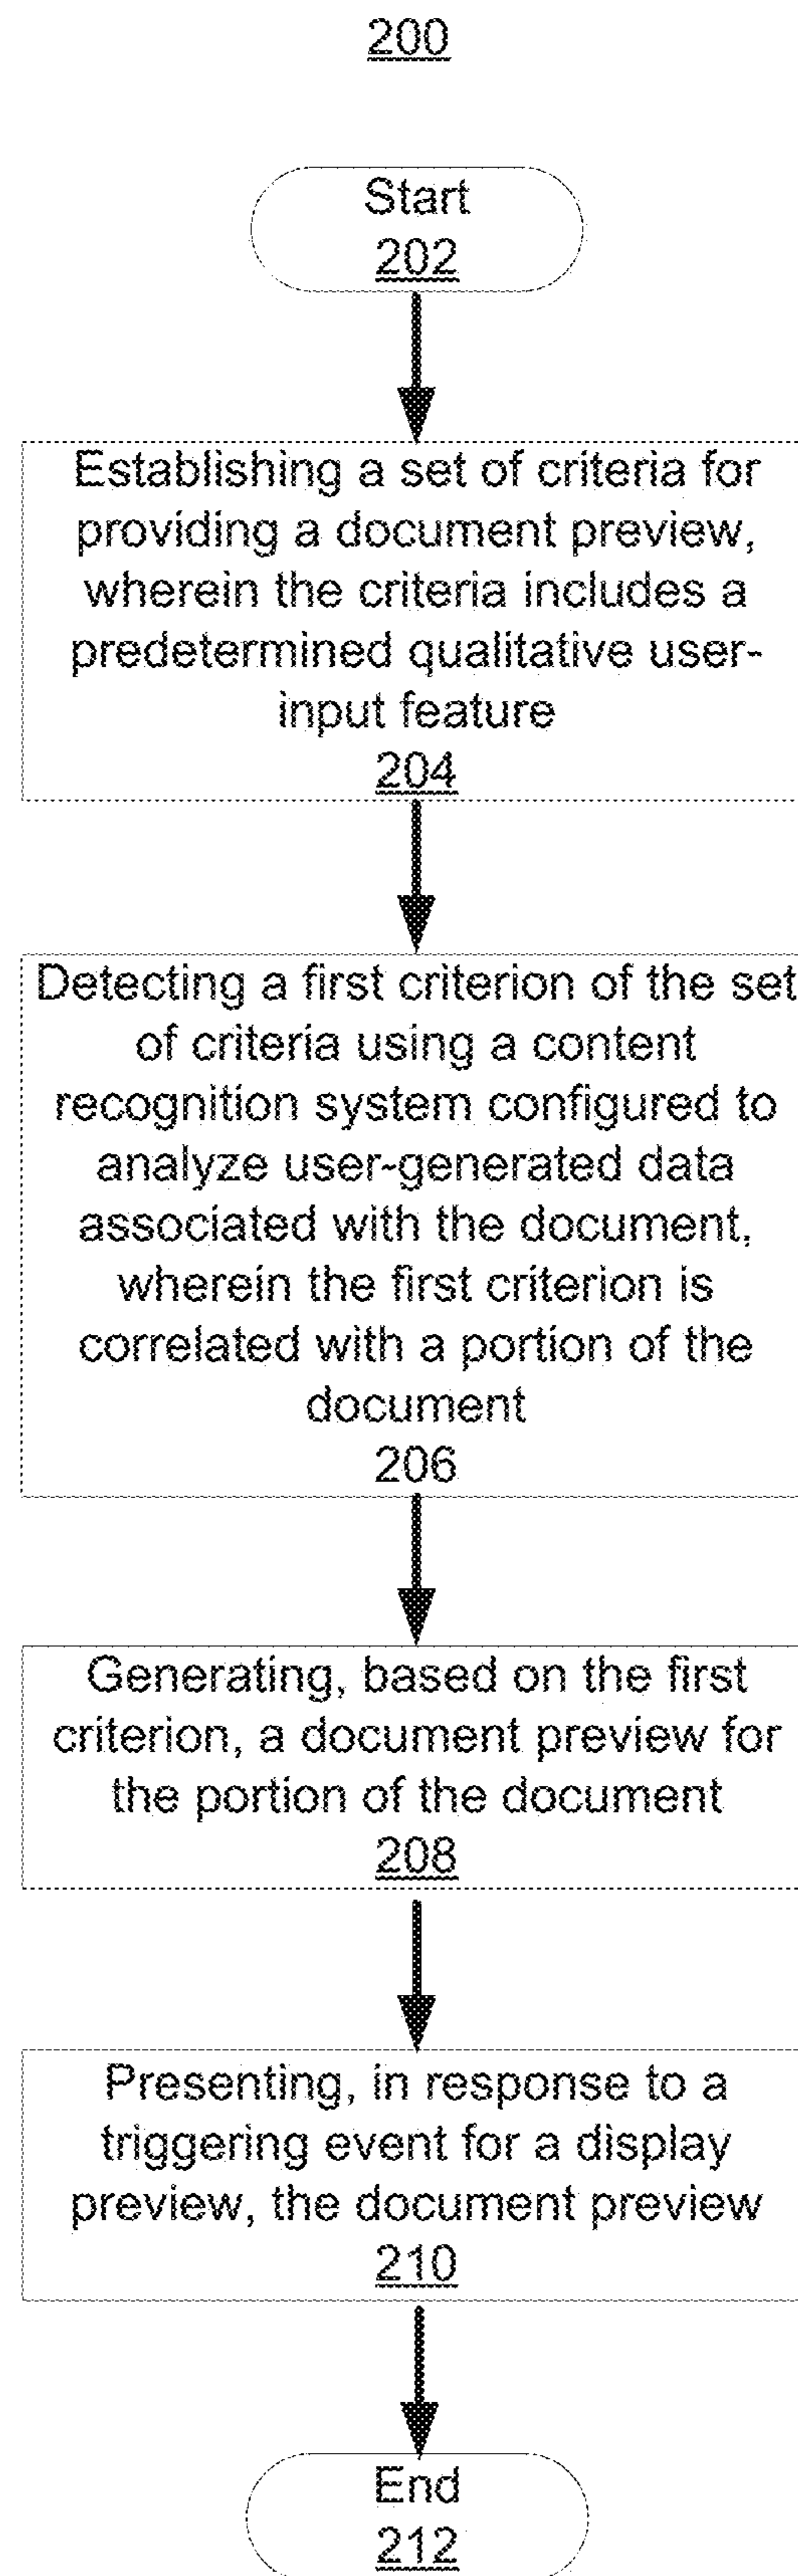 200
Start
202
Establishing a set of criteria for
providing a document preview,
wherein the criteria includes a
predetermined qualitative user-
input feature
204
Detecting a first criterion of the set
of criteria using a content
recognition system configured to
analyze user-generated data
associated with the document,
wherein the first criterion is
correlated with a portion of the
document
206
Generating, based on the first
criterion, a document preview for
the portion of the document
208
Presenting, in response to a
triggering event for a display
preview, the document preview
210
End
212